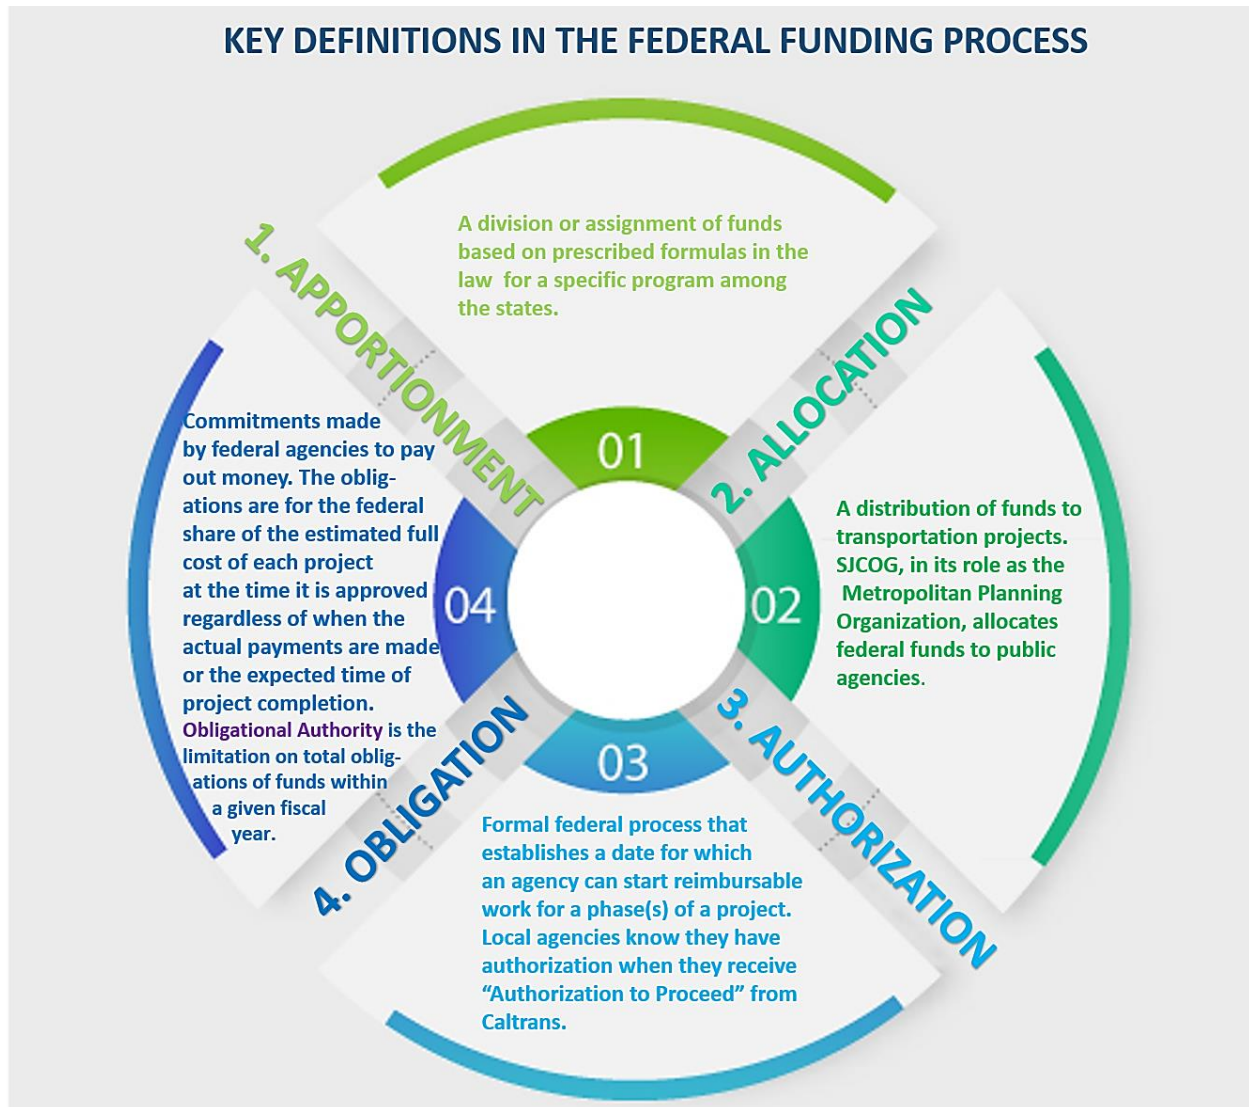 KEY DEFINITIONS IN THE FEDERAL FUNDING PROCESS
1. APPORTIONMENT
01
A division or assignment of funds
based on prescribed formulas in the
law for a specific program among
the states.
2. ALLOCATION
02
A distribution of funds to
transportation projects.
SJCOG, in its role as the
Metropolitan Planning
Organization, allocates
federal funds to public
agencies.
3. AUTHORIZATION
03
Formal federal process that
establishes a date for which
an agency can start reimbursable
work for a phase(s) of a project.
Local agencies know they have
authorization when they receive
“Authorization to Proceed” from
Caltrans.
4. OBLIGATION
04
Commitments made
by federal agencies to pay
out money. The oblig-
ations are for the federal
share of the estimated full
cost of each project
at the time it is approved
regardless of when the
actual payments are made
or the expected time of
project completion.
Obligational Authority is the
limitation on total oblig-
ations of funds within
a given fiscal
year.